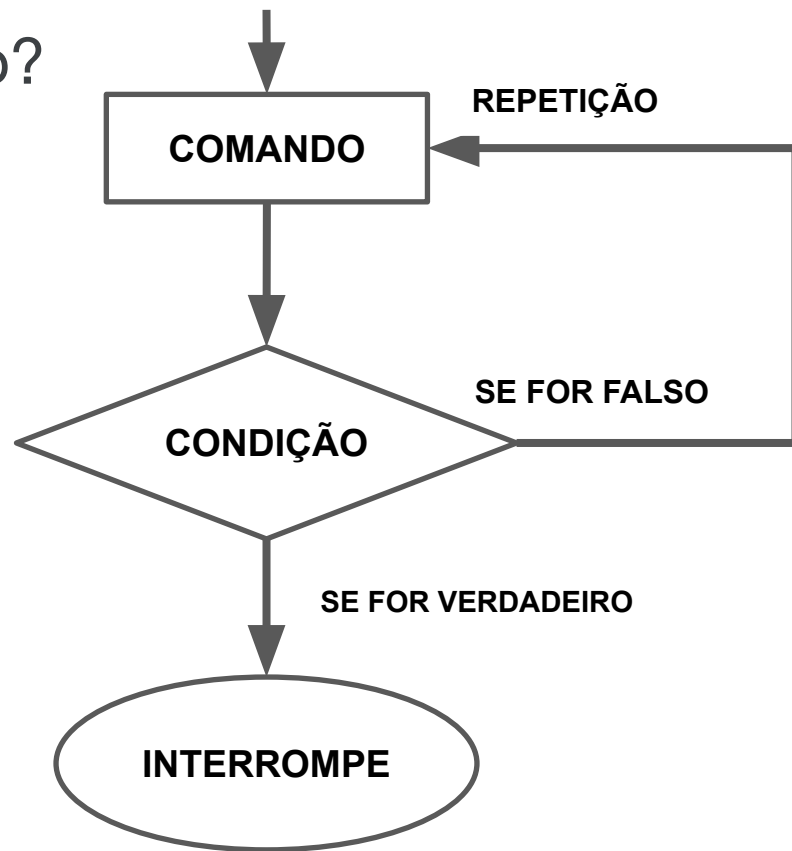 o?
REPETIÇÃO
COMANDO
SE FOR FALSO
CONDIÇÃO
SE FOR VERDADEIRO
INTERROMPE